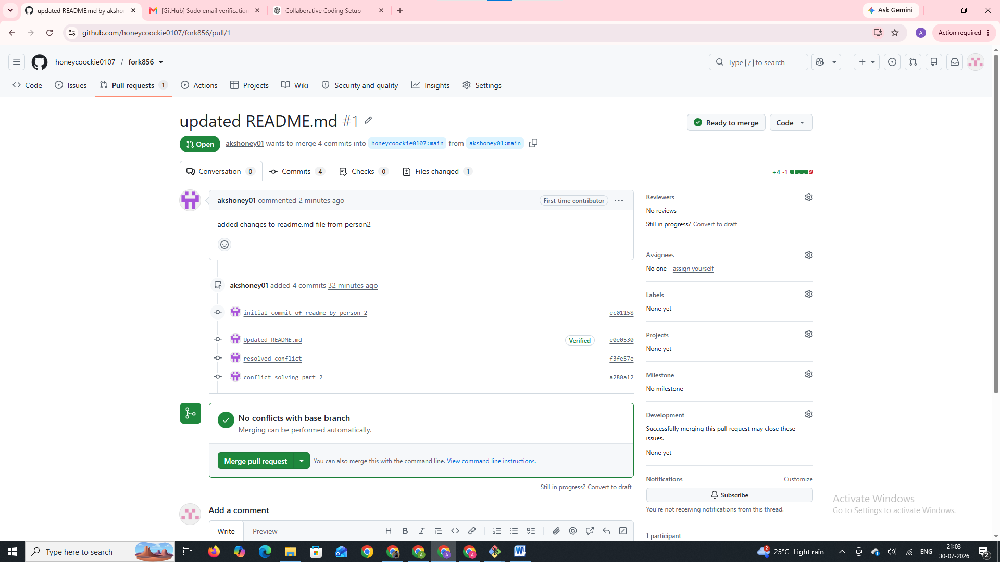 updated README.md by aksho
[GitHub] Sudo email verification
Collaborative Coding Setup
Ask Gemini
github.com/honeycoockie0107/fork856/pull/1
A
Action required
honeycoockie0107 / fork856
Type / to search
Code
Issues
Pull requests 1
Actions
Projects
Wiki
Security and quality
Insights
Settings
updated README.md #1
Ready to merge
Code
Open
akshoney01 wants to merge 4 commits into honeycoockie0107:main from akshoney01:main
Conversation 0
Commits 4
Checks 0
Files changed 1
+4 -1
akshoney01 commented 2 minutes ago
First-time contributor
added changes to readme.md file from person2
akshoney01 added 4 commits 32 minutes ago
initial commit of readme by person 2
ec01158
Updated README.md
Verified
e0e0530
resolved conflict
f3fe57e
conflict solving part 2
a280a12
No conflicts with base branch
Merging can be performed automatically.
Merge pull request
You can also merge this with the command line. View command line instructions.
Still in progress? Convert to draft
Add a comment
Write
Preview
Reviewers
No reviews
Still in progress? Convert to draft
Assignees
No one—assign yourself
Labels
None yet
Projects
None yet
Milestone
No milestone
Development
Successfully merging this pull request may close these
issues.
None yet
Notifications
Customize
Subscribe
You're not receiving notifications from this thread.
1 participant
Activate Windows
Go to Settings to activate Windows.
Type here to search
25°C Light rain
ENG
21:03
30-07-2026
2